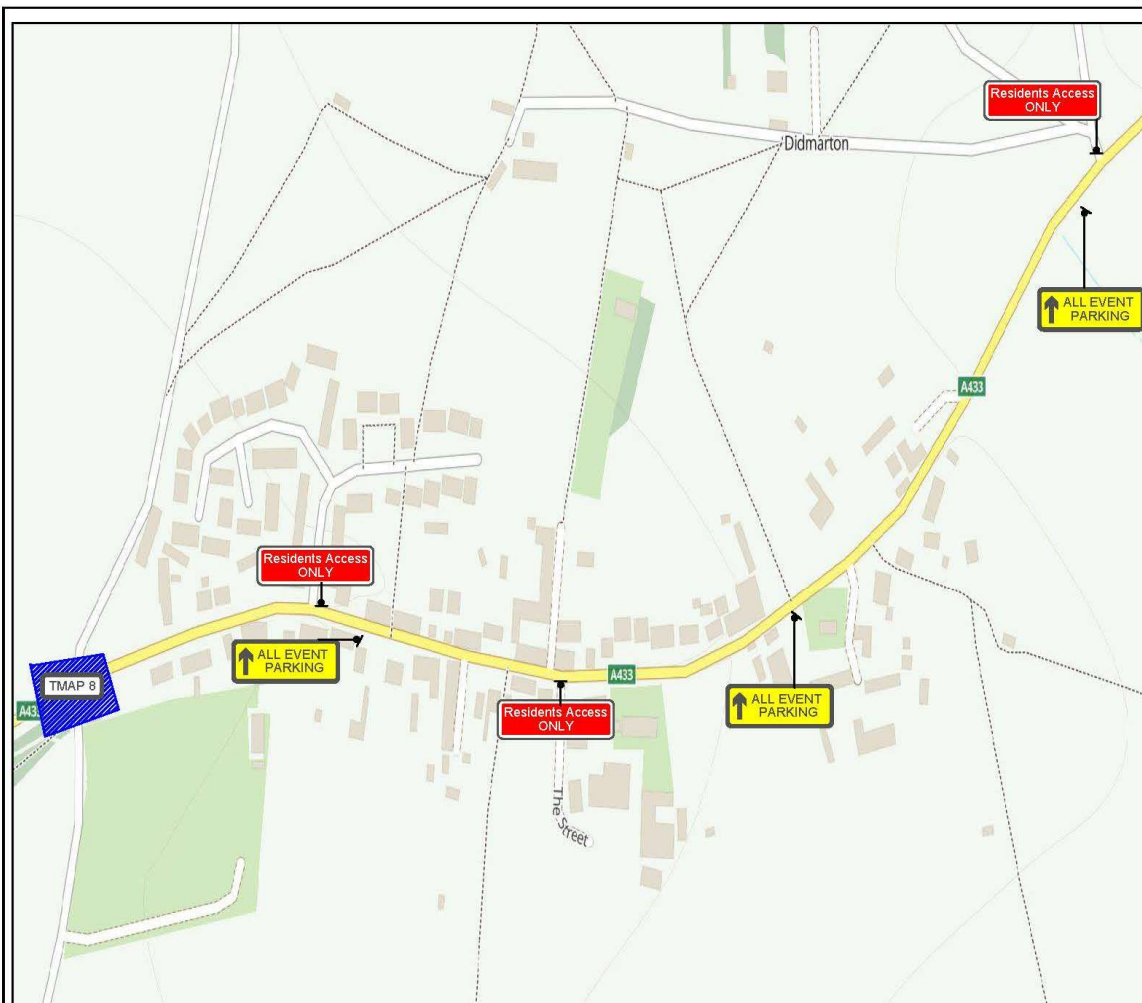 Residents Access
ONLY
Didmarton
ALL EVENT
PARKING
A433
Residents Access
ONLY
ALL EVENT
PARKING
A433
TMAP 8
ALL EVENT
PARKING
Residents Access
ONLY
The Street